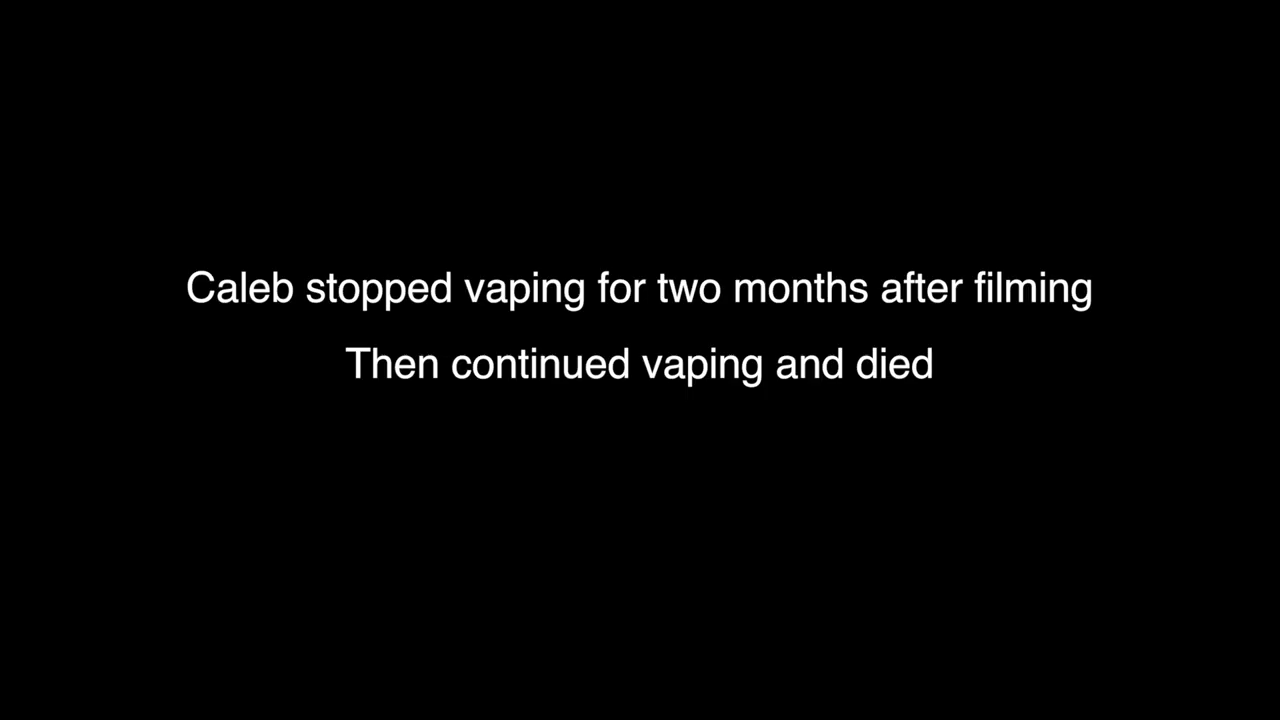 Caleb stopped vaping for two months after filming
Then continued vaping and died